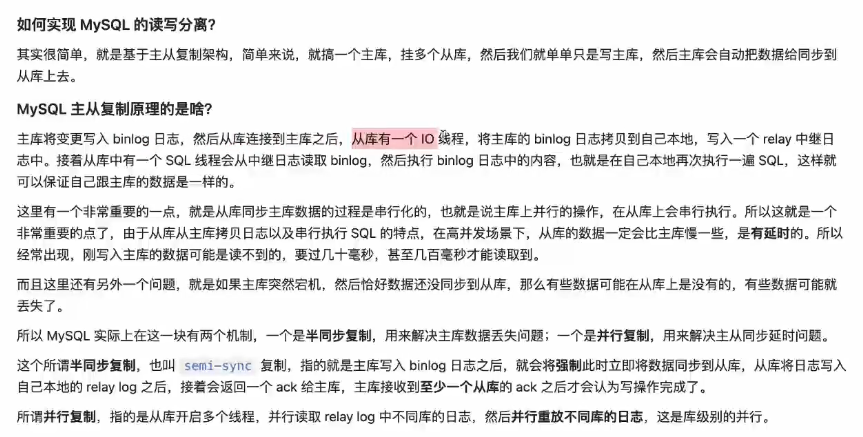 如何实现 MySQL 的读写分离?
其实很简单，就是基于主从复制架构，简单来说，就搞一个主库，挂多个从库，然后我们就单单只是写主库，然后主库会自动把数据给同步到
从库上去。
MySQL 主从复制原理的是啥?
主库将变更写入 binlog 日志，然后从库连接到主库之后，从库有一个 IO 线程，将主库的 binlog 日志拷贝到自己本地，写入一个 relay 中继日
志中。接着从库中有一个 SQL 线程会从中继日志读取 binlog，然后执行 binlog 日志中的内容，也就是在自己本地再次执行一遍 SQL，这样就
可以保证自己跟主库的数据是一样的。
这里有一个非常重要的一点，就是从库同步主库数据的过程是串行化的，也就是说主库上并行的操作，在从库上会串行执行。所以这就是一个
非常重要的点了，由于从库从主库拷贝日志以及串行执行 SQL 的特点，在高并发场景下，从库的数据一定会比主库慢一些，是有延时的。所以
经常出现，刚写入主库的数据可能是读不到的，要过几十毫秒，甚至几百毫秒才能读取到。
而且这里还有另外一个问题，就是如果主库突然宕机，然后恰好数据还没同步到从库，那么有些数据可能在从库上是没有的，有些数据可能就
丢失了。
所以 MySQL 实际上在这一块有两个机制，一个是半同步复制，用来解决主库数据丢失问题；一个是并行复制，用来解决主从同步延时问题。
这个所谓半同步复制，也叫 semi-sync 复制，指的就是主库写入 binlog 日志之后，就会将强制此时立即将数据同步到从库，从库将日志写入
自己本地的 relay log 之后，接着会返回一个 ack 给主库，主库接收到至少一个从库的 ack 之后才会认为写操作完成了。
所谓并行复制，指的是从库开启多个线程，并行读取 relay log 中不同库的日志，然后并行重放不同库的日志，这是库级别的并行。